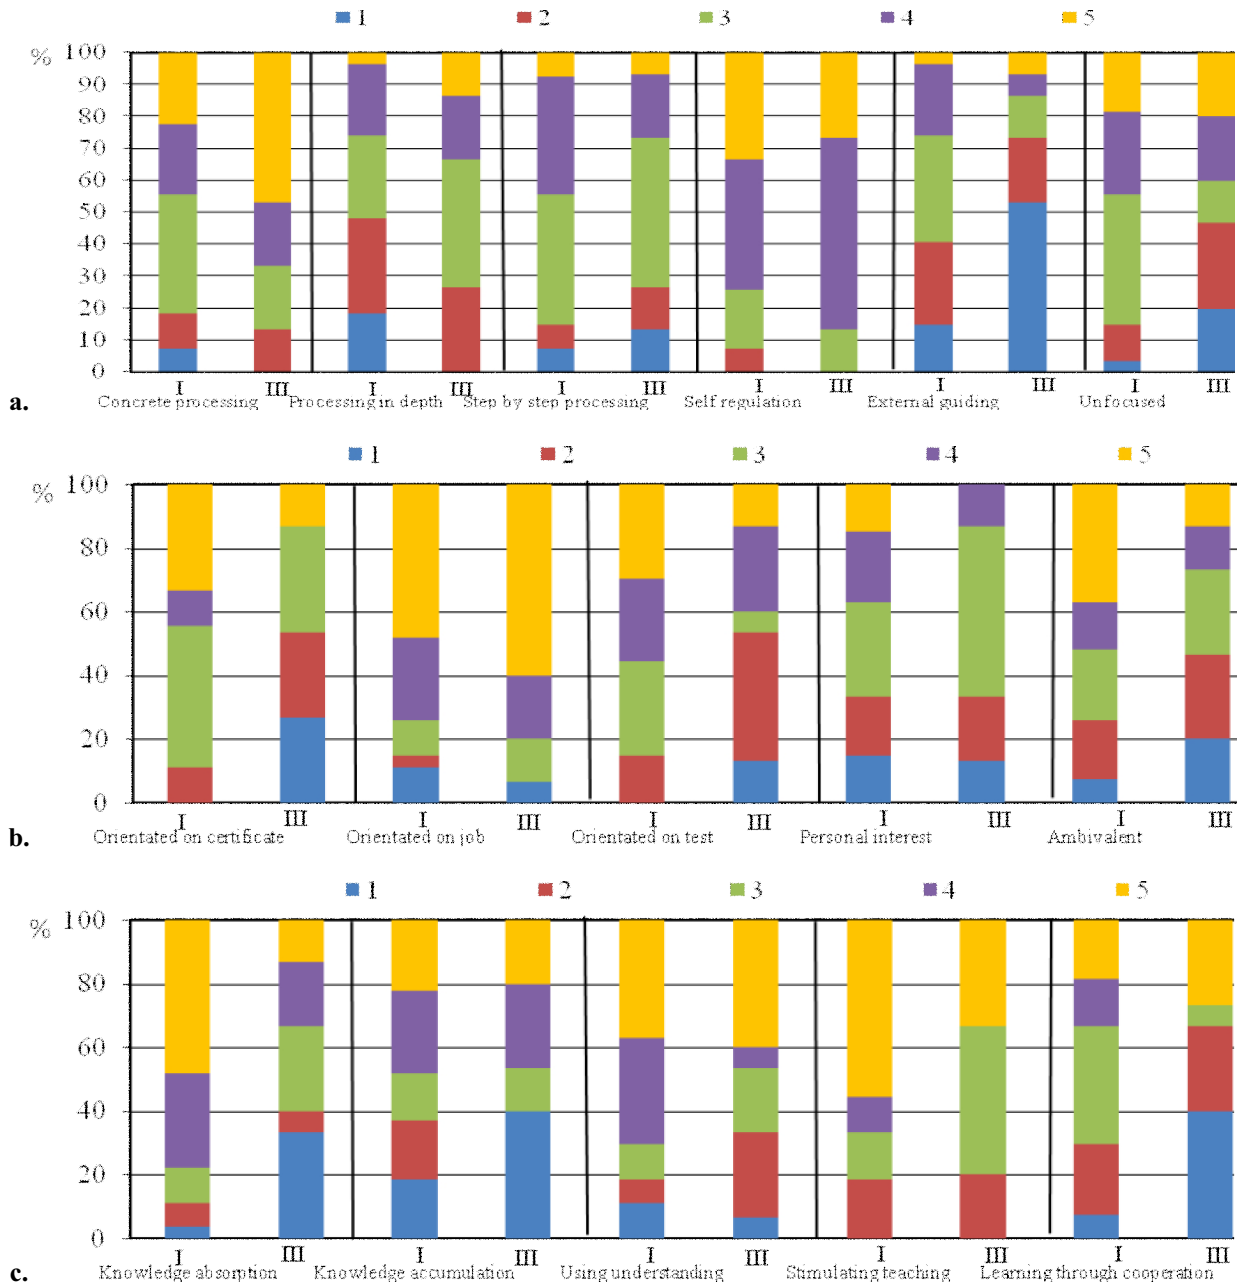 1 2 3 4 5
% 100
90
80
70
60
50
40
30
20
10
0
I III I III I III I III I III I III
a. Concrete processing Processing in depth Step by step processing Self regulation External guiding Unfocused
1 2 3 4 5
% 100
80
60
40
20
0
I III I III I III I III I III
b. Orientated on certificate Orientated on job Orientated on test Personal interest Ambivalent
1 2 3 4 5
% 100
80
60
40
20
0
I III I III I III I III I III
c. Knowledge absorption Knowledge accumulation Using understanding Stimulating teaching Learning through cooperation